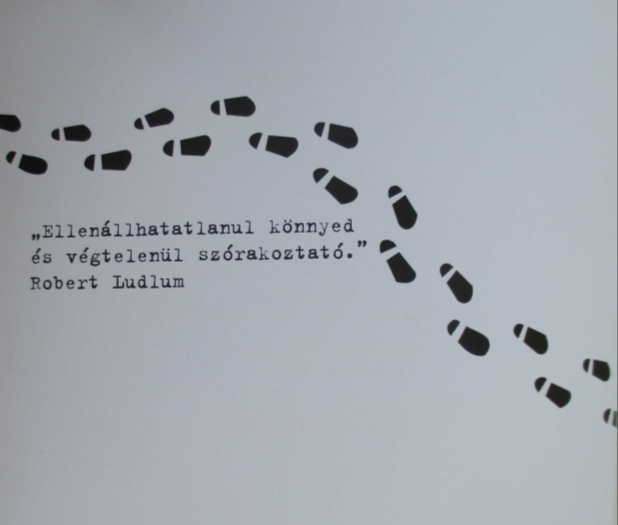 „Ellenállhatatlanul könnyed
és végtelenül szórakoztató.”
Robert Ludlum